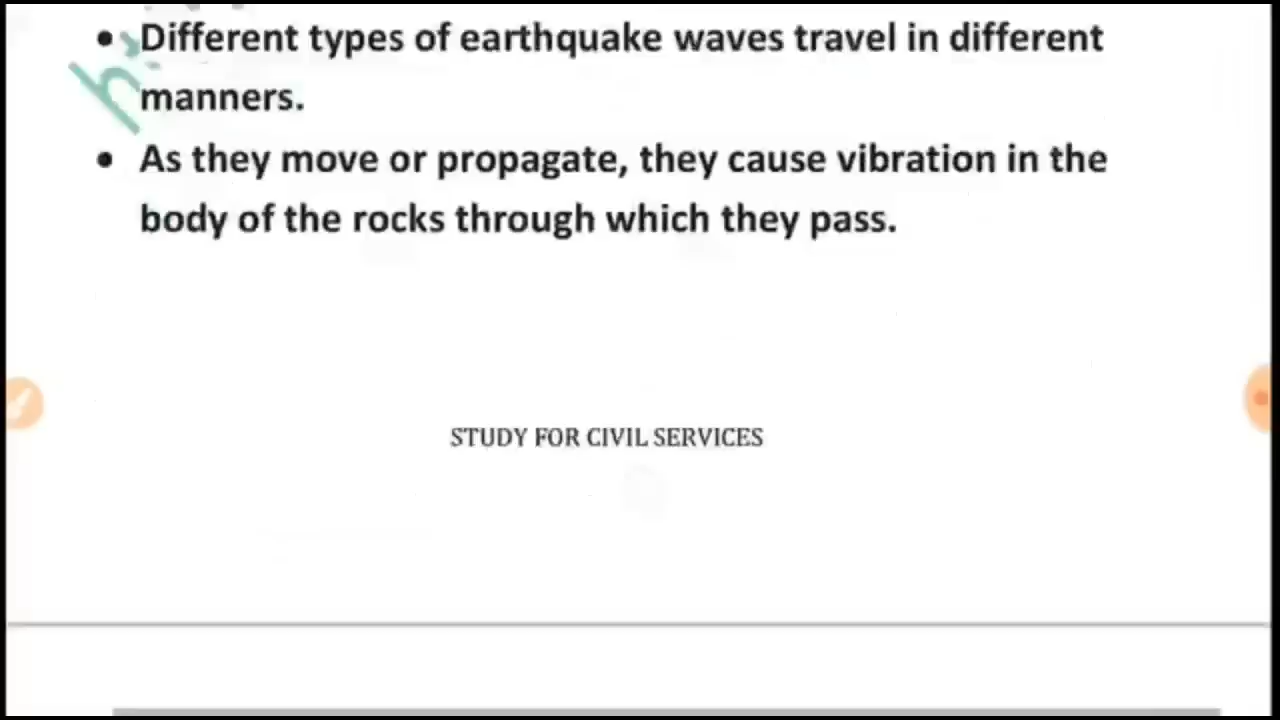 • Different types of earthquake waves travel in different
manners.
• As they move or propagate, they cause vibration in the
body of the rocks through which they pass.
STUDY FOR CIVIL SERVICES